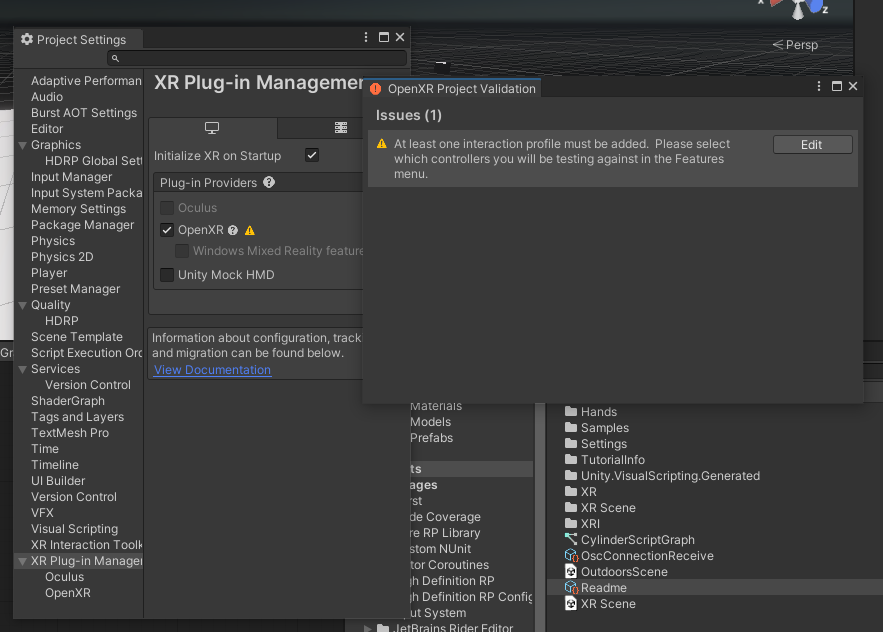 x
z
Persp
Project Settings
Adaptive Performan
Audio
Burst AOT Settings
Editor
Graphics
HDRP Global Sett
Input Manager
Input System Packa
Memory Settings
Package Manager
Physics
Physics 2D
Player
Preset Manager
Quality
HDRP
Scene Template
Script Execution Orc
Services
Version Control
ShaderGraph
Tags and Layers
TextMesh Pro
Time
Timeline
UI Builder
Version Control
VFX
Visual Scripting
XR Interaction Toolk
XR Plug-in Manager
Oculus
OpenXR
XR Plug-in Managemen
Initialize XR on Startup
Plug-in Providers
Oculus
OpenXR
Windows Mixed Reality feature
Unity Mock HMD
Information about configuration, track
and migration can be found below.
View Documentation
OpenXR Project Validation
Issues (1)
At least one interaction profile must be added. Please select
which controllers you will be testing against in the Features
menu.
Edit
Gr
Materials
Models
Prefabs
ts
ages
rst
de Coverage
re RP Library
stom NUnit
tor Coroutines
gh Definition RP
gh Definition RP Config
put System
JetBrains Rider Editor
Hands
Samples
Settings
TutorialInfo
Unity.VisualScripting.Generated
XR
XR Scene
XRI
CylinderScriptGraph
OscConnectionReceive
OutdoorsScene
Readme
XR Scene